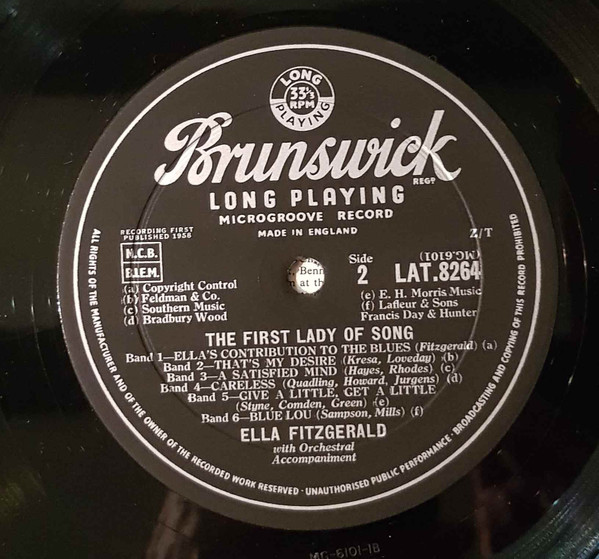 LONG
33⅓
RPM
PLAYING
Brunswick
REGD
LONG PLAYING
MICROGROOVE RECORD
MADE IN ENGLAND
RECORDING FIRST
PUBLISHED 1958
Z/T
N.C.B.
B.I.E.M.
Side
2
(MG.6101)
LAT.8264
Benn
at th
(a) Copyright Control
(b) Feldman & Co.
(c) Southern Music
(d) Bradbury Wood
(e) E. H. Morris Music
(f) Lafleur & Sons
Francis Day & Hunter
THE FIRST LADY OF SONG
Band 1—ELLA'S CONTRIBUTION TO THE BLUES (Fitzgerald) (a)
Band 2—THAT'S MY DESIRE (Kresa, Loveday) (b)
Band 3—A SATISFIED MIND (Hayes, Rhodes) (c)
Band 4—CARELESS (Quadling, Howard, Jurgens) (d)
Band 5—GIVE A LITTLE, GET A LITTLE
(Styne, Comden, Green) (e)
Band 6—BLUE LOU (Sampson, Mills) (f)
ELLA FITZGERALD
with Orchestral
Accompaniment
ALL RIGHTS OF THE MANUFACTURER AND OF THE OWNER OF THE RECORDED WORK RESERVED · UNAUTHORISED PUBLIC PERFORMANCE · BROADCASTING AND COPYING OF THIS RECORD PROHIBITED
MG-6101-1B